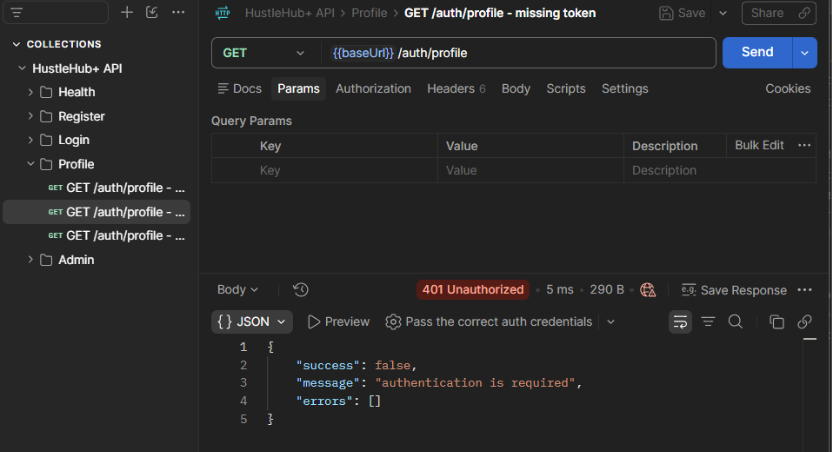 HTTP HustleHub+ API > Profile > GET /auth/profile - missing token Save Share
COLLECTIONS
HustleHub+ API
Health
Register
Login
Profile
GET GET /auth/profile - ...
GET GET /auth/profile - ...
GET GET /auth/profile - ...
Admin
GET {{baseUrl}} /auth/profile Send
Docs Params Authorization Headers 6 Body Scripts Settings Cookies
Query Params
Key Value Description Bulk Edit ...
Key Value Description
Body 401 Unauthorized • 5 ms • 290 B • e.g. Save Response ...
{ } JSON Preview Pass the correct auth credentials
1 {
2 "success": false,
3 "message": "authentication is required",
4 "errors": []
5 }